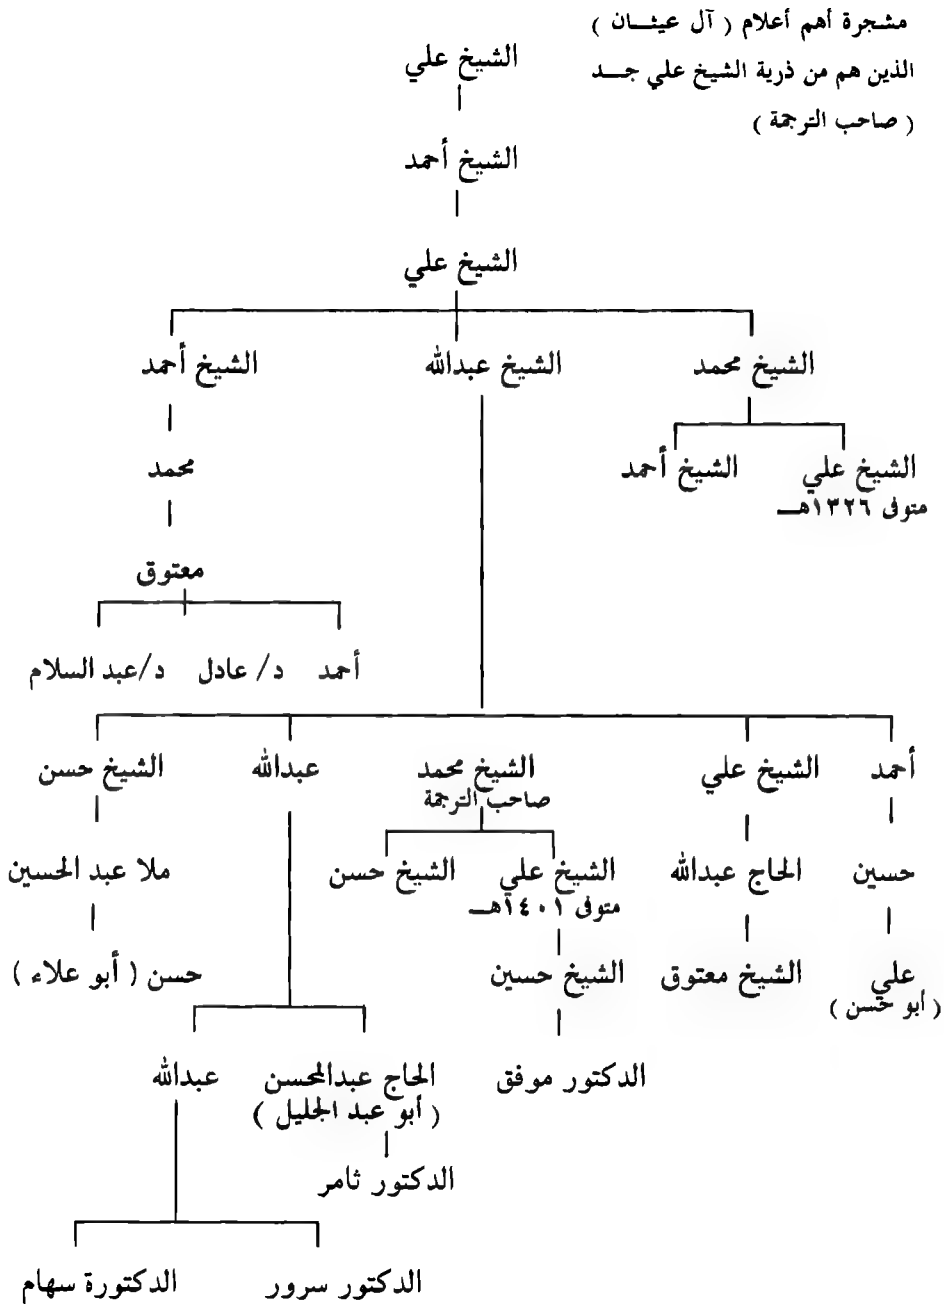 مشجرة أهم أعلام ( آل عيثــان )
الذين هم من ذرية الشيخ علي جــد
( صاحب الترجمة )
الشيخ علي
الشيخ أحمد
الشيخ علي
الشيخ محمد
الشيخ عبدالله
الشيخ أحمد
الشيخ علي
متوفى ١٣٢٦هــ
الشيخ أحمد
محمد
معتوق
أحمد
د/ عادل
د/عبد السلام
أحمد
الشيخ علي
الشيخ محمد
صاحب الترجمة
عبدالله
الشيخ حسن
حسين
الحاج عبدالله
الشيخ علي
متوفى ١٤٠١هــ
الشيخ حسن
ملا عبد الحسين
علي
( أبو حسن )
الشيخ معتوق
الشيخ حسين
حسن ( أبو علاء )
الدكتور موفق
الحاج عبدالمحسن
( أبو عبد الجليل )
عبدالله
الدكتور ثامر
الدكتور سرور
الدكتورة سهام